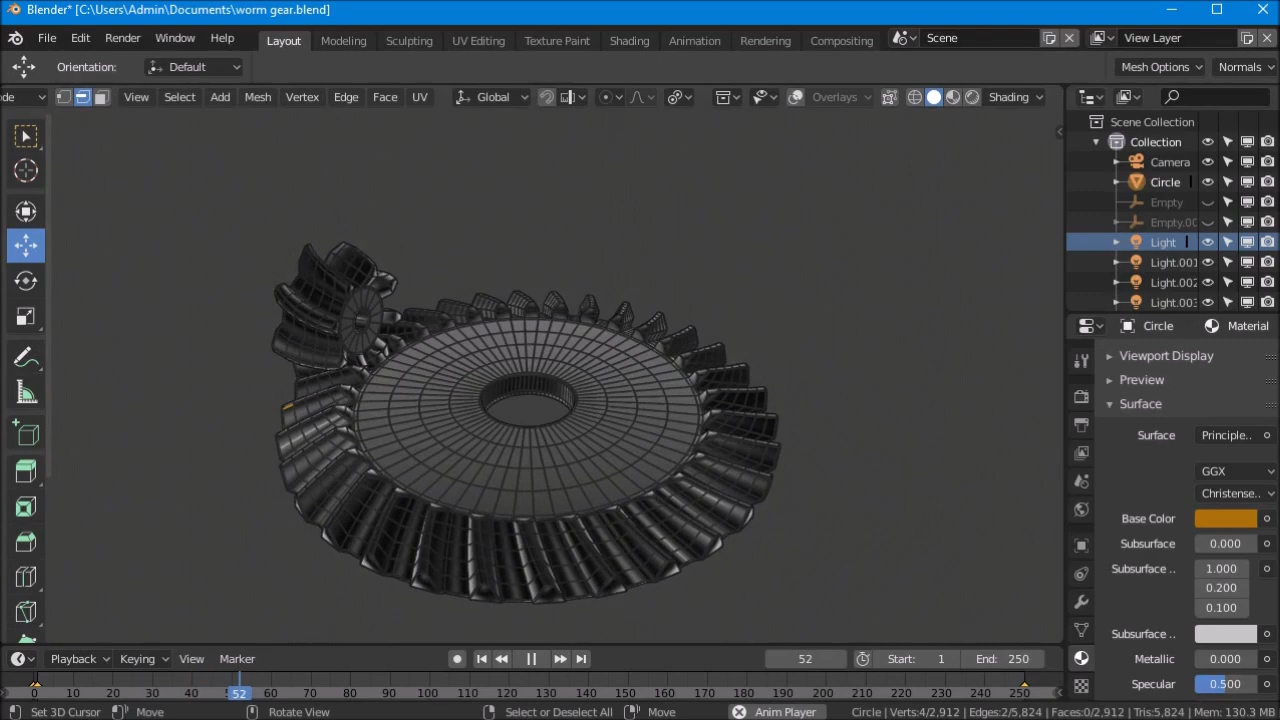 Blender* [C:\Users\Admin\Documents\worm gear.blend]
File Edit Render Window Help Layout Modeling Sculpting UV Editing Texture Paint Shading Animation Rendering Compositing Scene View Layer
Orientation: Default Mesh Options Normals
ode View Select Add Mesh Vertex Edge Face UV Global Overlays Shading
Scene Collection
Collection
Camera
Circle
Empty
Empty.00
Light
Light.001
Light.002
Light.003
Circle Material
Viewport Display
Preview
Surface
Surface Principle..
GGX
Christense..
Base Color
Subsurface 0.000
Subsurface .. 1.000
0.200
0.100
Subsurface ..
Metallic 0.000
Specular 0.500
Playback Keying View Marker 52 Start: 1 End: 250
0 10 20 30 40 52 60 70 80 90 100 110 120 130 140 150 160 170 180 190 200 210 220 230 240 250
Set 3D Cursor Move Rotate View Select or Deselect All Move Anim Player Circle | Verts:4/2,912 | Edges:2/5,824 | Faces:0/2,912 | Tris:5,824 | Mem: 130.3 MB